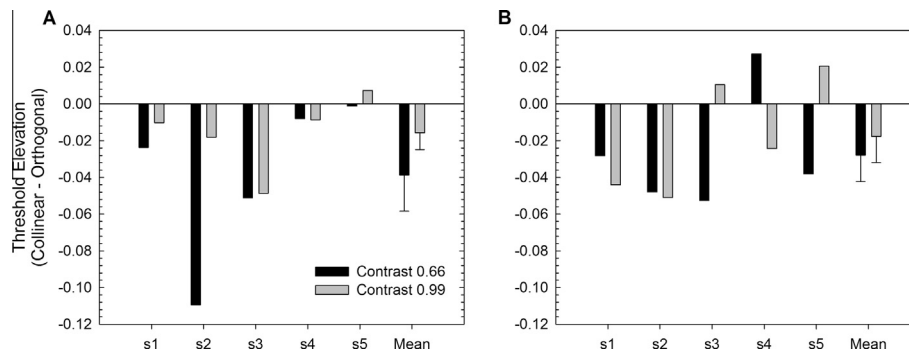 A
B
Threshold Elevation
(Collinear - Orthogonal)
0.04
0.02
0.00
-0.02
-0.04
-0.06
-0.08
-0.10
-0.12
Contrast 0.66
Contrast 0.99
s1 s2 s3 s4 s5 Mean
0.04
0.02
0.00
-0.02
-0.04
-0.06
-0.08
-0.10
-0.12
s1 s2 s3 s4 s5 Mean